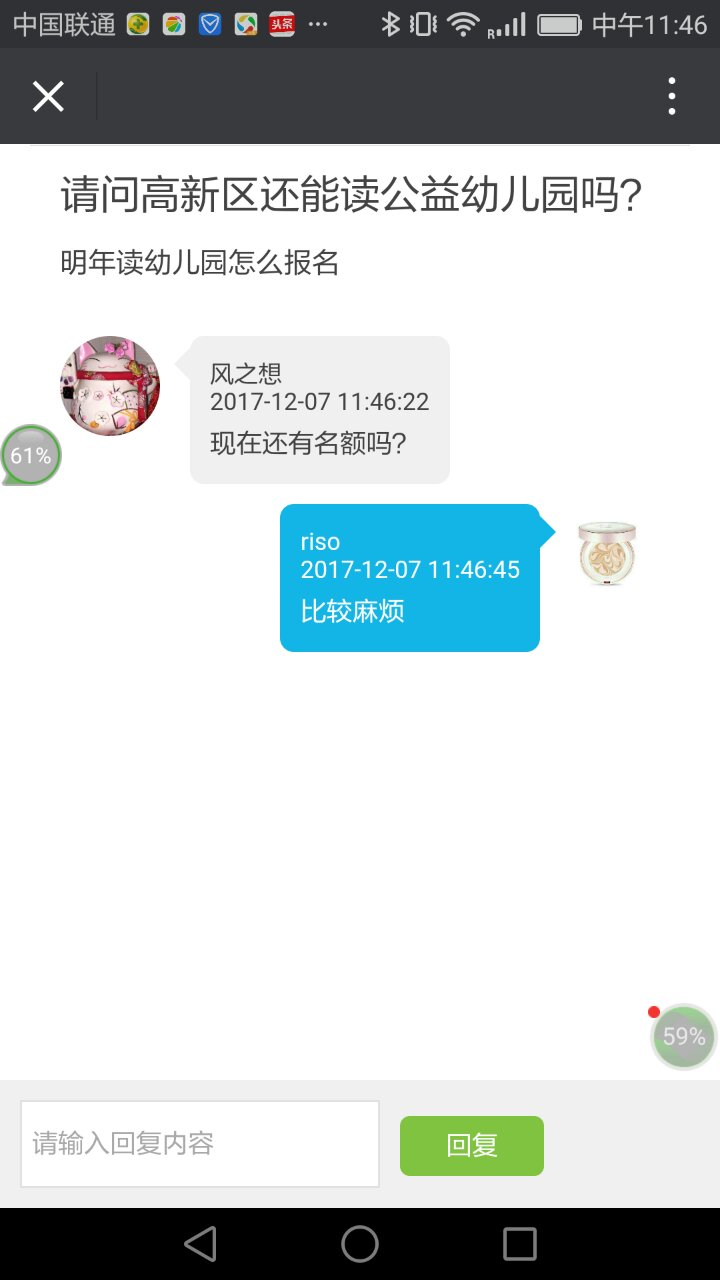 中国联通 头条 ··· R 中午11:46
请问高新区还能读公益幼儿园吗?
明年读幼儿园怎么报名
风之想
2017-12-07 11:46:22
现在还有名额吗?
61%
riso
2017-12-07 11:46:45
比较麻烦
59%
请输入回复内容
回复